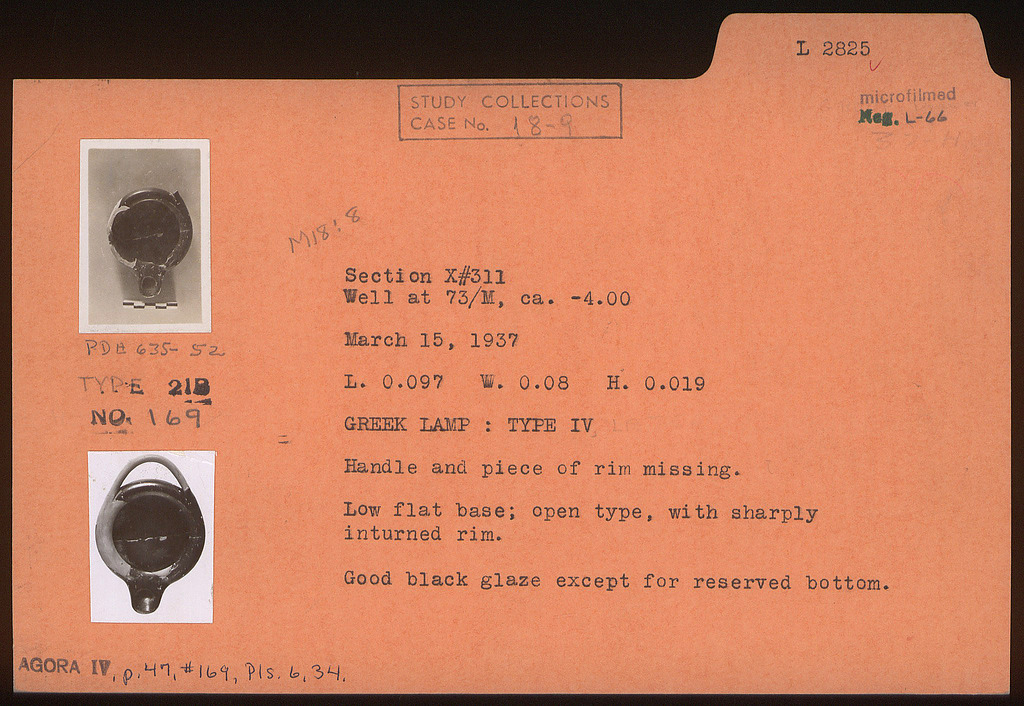 L 2825
STUDY COLLECTIONS
CASE No. 18-9
microfilmed
Neg. L-66
M18:8
Section X#311
Well at 73/M, ca. -4.00
March 15, 1937
L. 0.097 W. 0.08 H. 0.019
GREEK LAMP : TYPE IV
Handle and piece of rim missing.
Low flat base; open type, with sharply
inturned rim.
Good black glaze except for reserved bottom.
635-52
TYPE 21B
NO. 169
AGORA IV, p.47, #169, Pls. 6, 34.